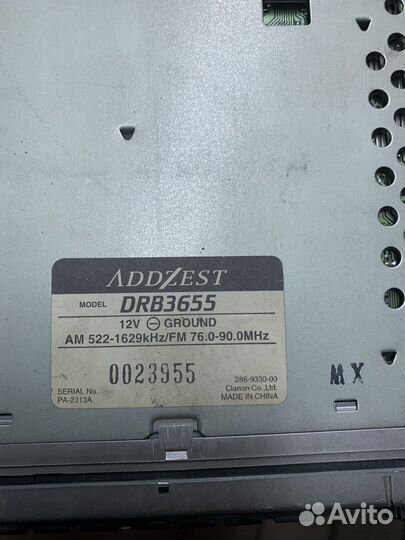 ADDZEST
MODEL DRB3655
12V ⊖ GROUND
AM 522-1629kHz/FM 76.0-90.0MHz
0023955
SERIAL No.
PA-2313A
286-9330-00
Clarion Co., Ltd.
MADE IN CHINA
MX
Avito